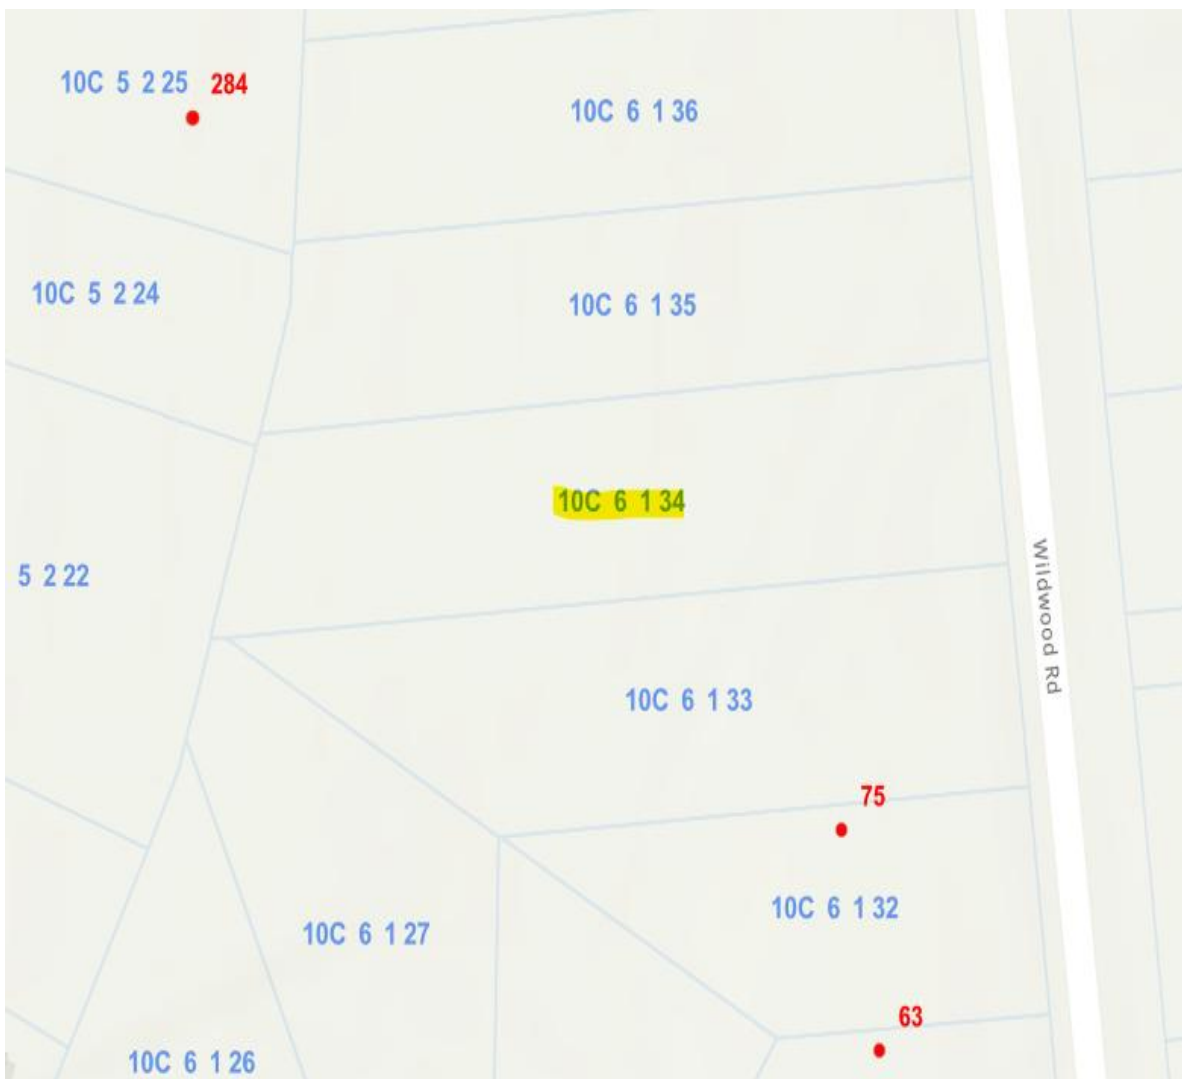 10C 5 2 25 284
10C 6 1 36
10C 5 2 24
10C 6 1 35
10C 6 1 34
5 2 22
Wildwood Rd
10C 6 1 33
75
10C 6 1 32
10C 6 1 27
63
10C 6 1 26